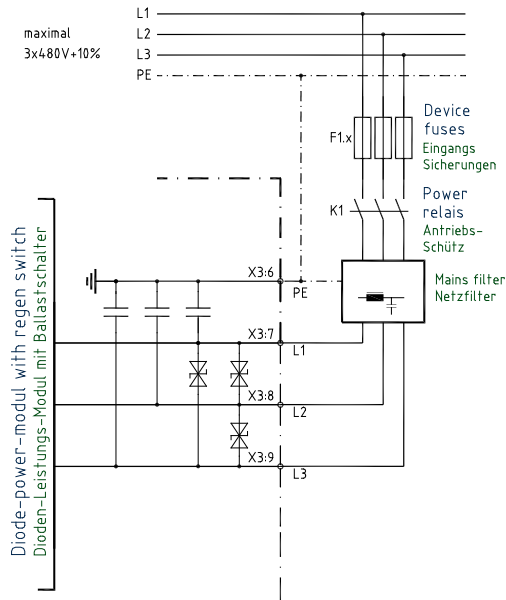 L1
maximal
L2
3x480V+10%
L3
PE
F1.x
Device
fuses
Eingangs
Sicherungen
K1
Power
relais
Antriebs-
Schütz
X3:6
PE
Mains filter
Netzfilter
X3:7
L1
X3:8
L2
X3:9
L3
Diode-power-modul with regen switch
Dioden-Leistungs-Modul mit Ballastschalter